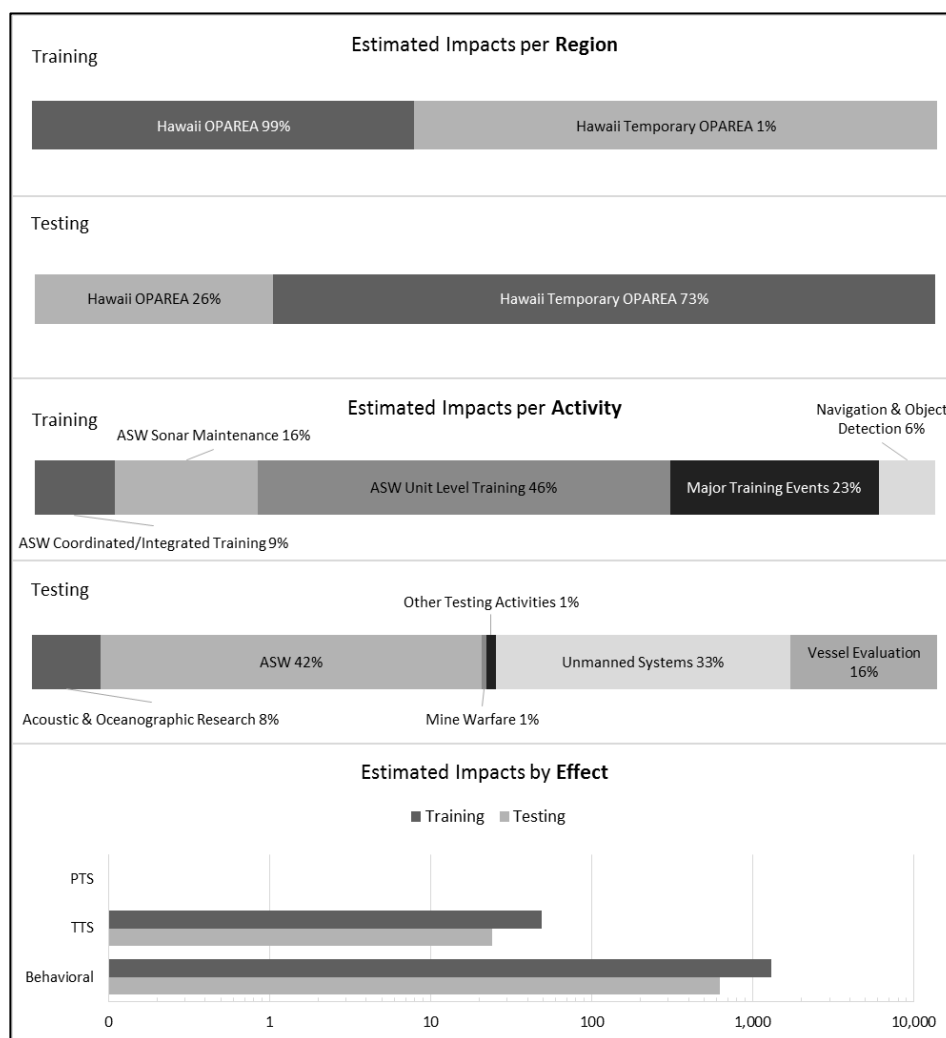 Estimated Impacts per Region
Training
Hawaii OPAREA 99%
Hawaii Temporary OPAREA 1%
Testing
Hawaii OPAREA 26%
Hawaii Temporary OPAREA 73%
Estimated Impacts per Activity
Training
Navigation & Object
Detection 6%
ASW Sonar Maintenance 16%
ASW Unit Level Training 46%
Major Training Events 23%
ASW Coordinated/Integrated Training 9%
Testing
Other Testing Activities 1%
ASW 42%
Unmanned Systems 33%
Vessel Evaluation
16%
Acoustic & Oceanographic Research 8%
Mine Warfare 1%
Estimated Impacts by Effect
Training Testing
PTS
TTS
Behavioral
0 1 10 100 1,000 10,000